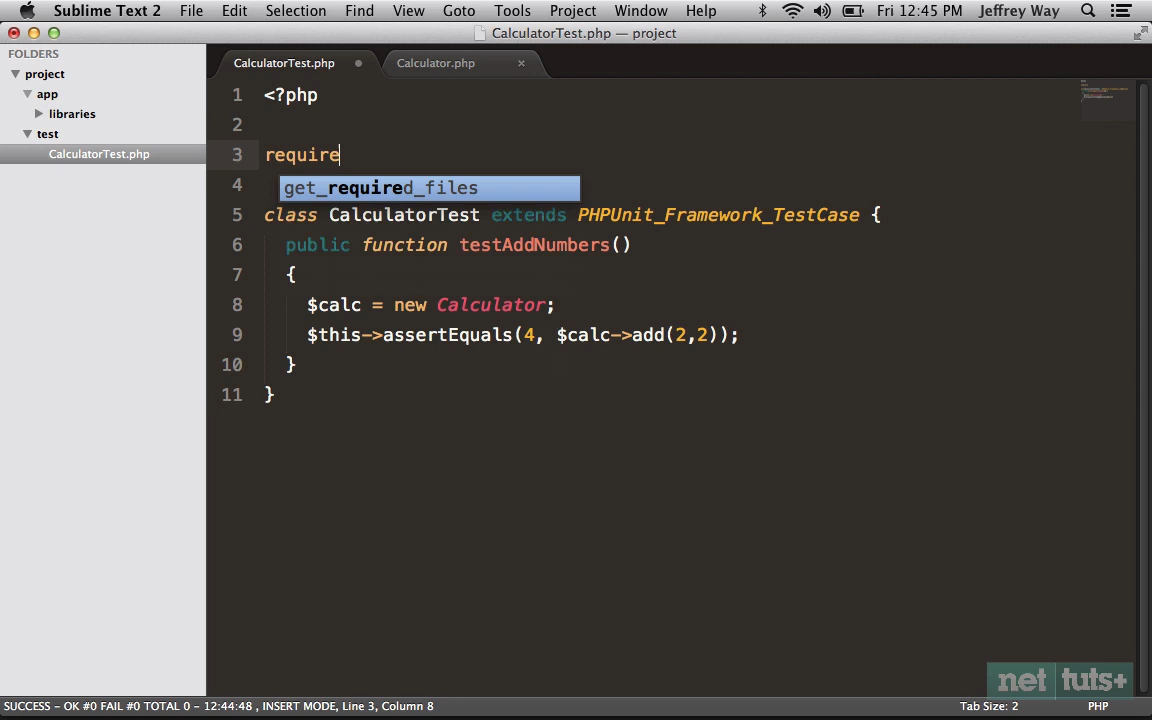 Sublime Text 2 File Edit Selection Find View Goto Tools Project Window Help Fri 12:45 PM Jeffrey Way
CalculatorTest.php — project
FOLDERS
project
app
libraries
test
CalculatorTest.php
CalculatorTest.php Calculator.php
1 <?php
2
3 require
get_required_files
4
5 class CalculatorTest extends PHPUnit_Framework_TestCase {
6 public function testAddNumbers()
7 {
8 $calc = new Calculator;
9 $this->assertEquals(4, $calc->add(2,2));
10 }
11 }
net tuts+
SUCCESS - OK #0 FAIL #0 TOTAL 0 - 12:44:48 , INSERT MODE, Line 3, Column 8 Tab Size: 2 PHP